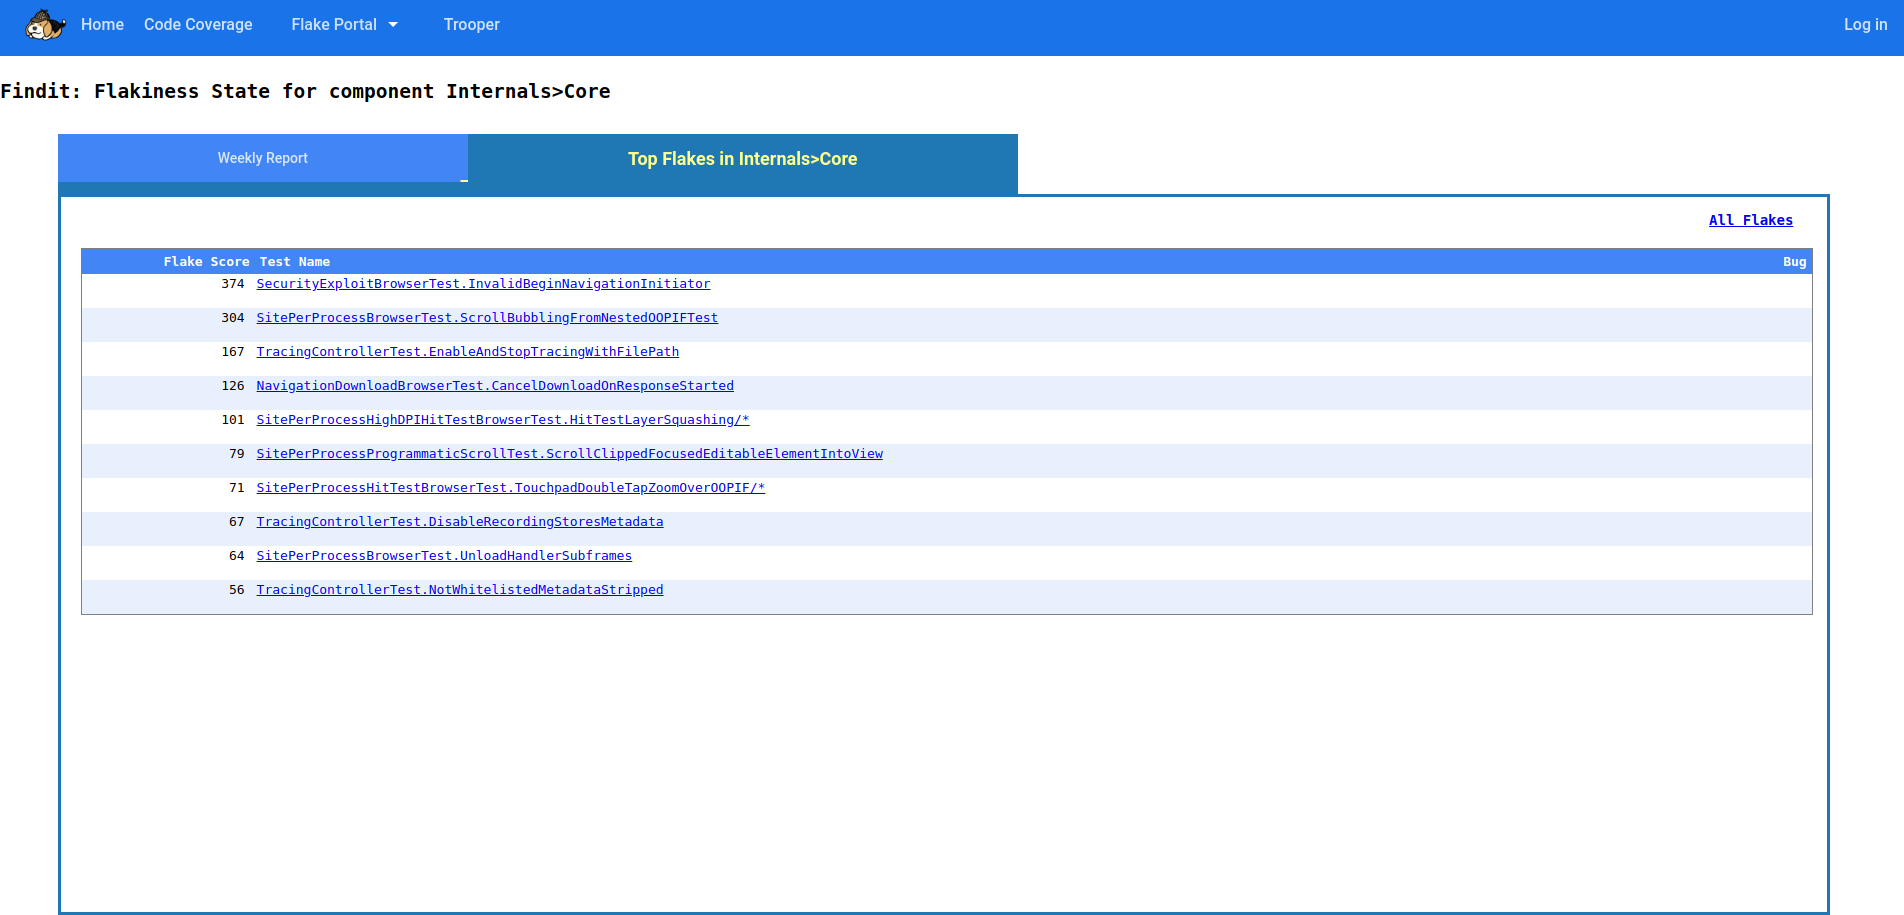 Home Code Coverage Flake Portal Trooper Log in
Findit: Flakiness State for component Internals>Core
Weekly Report Top Flakes in Internals>Core
All Flakes
Flake Score Test Name Bug
374 SecurityExploitBrowserTest.InvalidBeginNavigationInitiator
304 SitePerProcessBrowserTest.ScrollBubblingFromNestedOOPIFTest
167 TracingControllerTest.EnableAndStopTracingWithFilePath
126 NavigationDownloadBrowserTest.CancelDownloadOnResponseStarted
101 SitePerProcessHighDPIHitTestBrowserTest.HitTestLayerSquashing/*
79 SitePerProcessProgrammaticScrollTest.ScrollClippedFocusedEditableElementIntoView
71 SitePerProcessHitTestBrowserTest.TouchpadDoubleTapZoomOverOOPIF/*
67 TracingControllerTest.DisableRecordingStoresMetadata
64 SitePerProcessBrowserTest.UnloadHandlerSubframes
56 TracingControllerTest.NotWhitelistedMetadataStripped